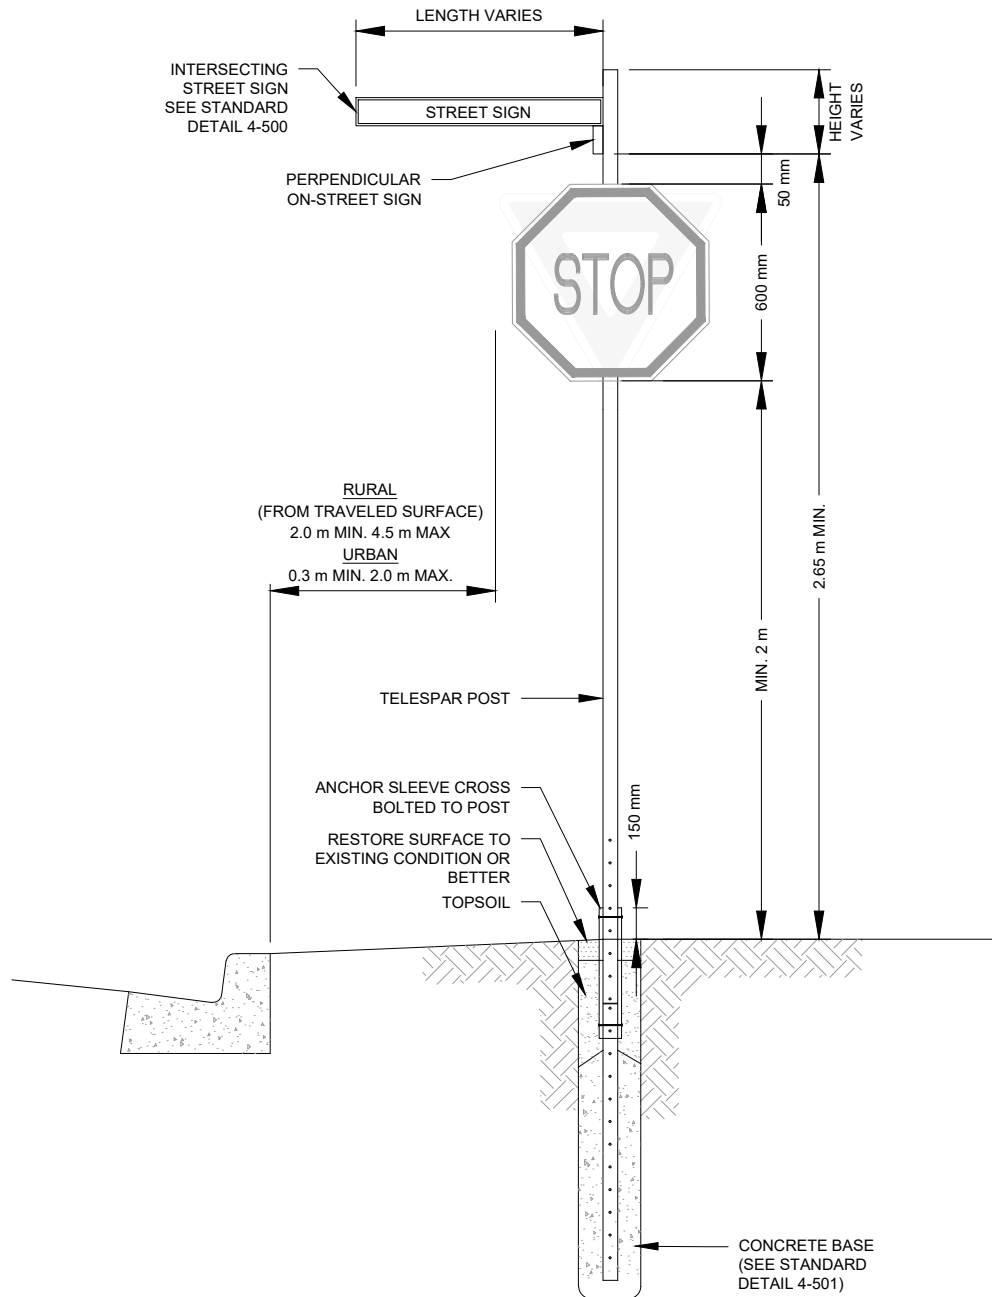 LENGTH VARIES
INTERSECTING
STREET SIGN
SEE STANDARD
DETAIL 4-500
STREET SIGN
HEIGHT
VARIES
PERPENDICULAR
ON-STREET SIGN
50 mm
STOP
600 mm
RURAL
(FROM TRAVELED SURFACE)
2.0 m MIN. 4.5 m MAX
URBAN
0.3 m MIN. 2.0 m MAX.
2.65 m MIN.
MIN. 2 m
TELESPAR POST
ANCHOR SLEEVE CROSS
BOLTED TO POST
150 mm
RESTORE SURFACE TO
EXISTING CONDITION OR
BETTER
TOPSOIL
CONCRETE BASE
(SEE STANDARD
DETAIL 4-501)